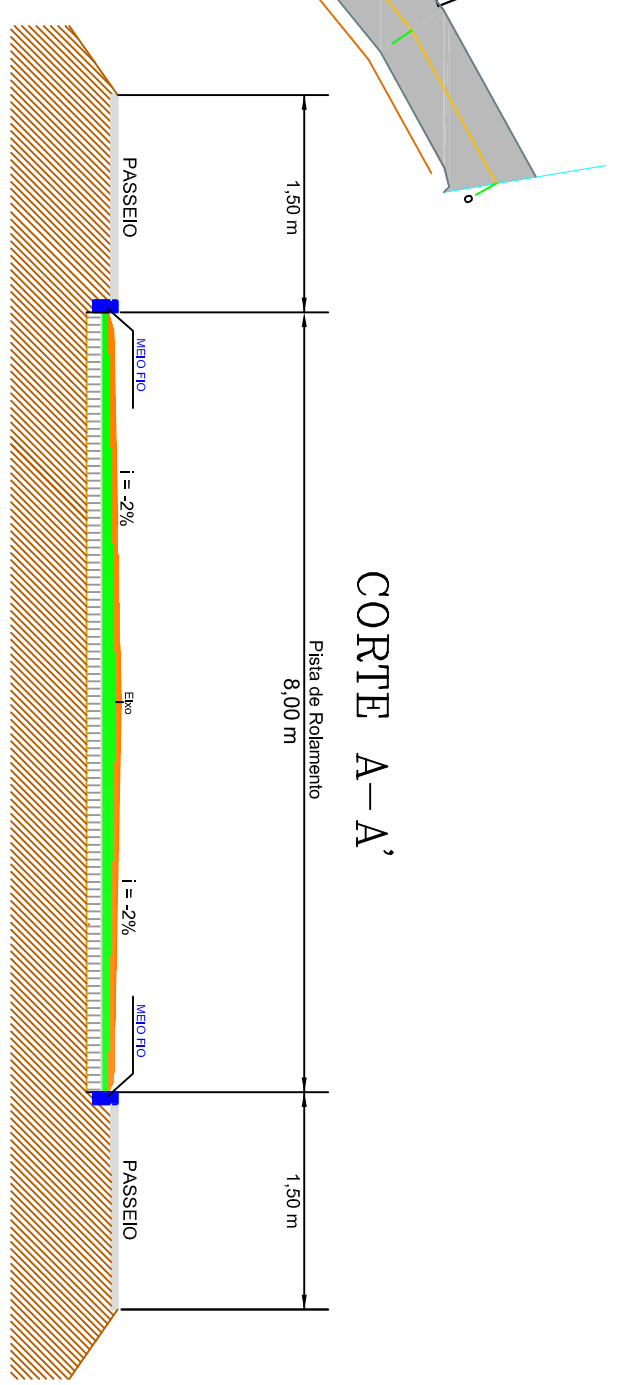 CORTE A-A'
1,50 m
Pista de Rolamento
8,00 m
1,50 m
PASSEIO
MEIO FIO
i = -2%
Eixo
i = -2%
MEIO FIO
PASSEIO
0